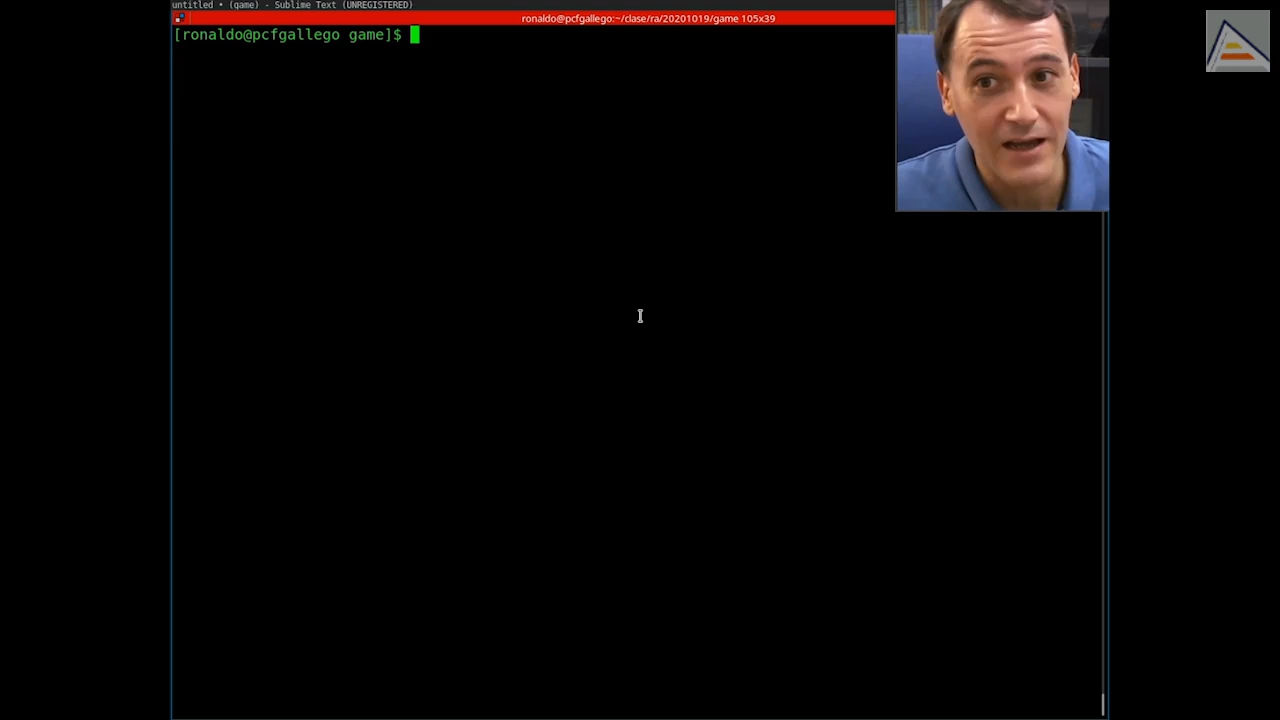 untitled • (game) - Sublime Text (UNREGISTERED)
ronaldo@pcfgallego:~/clase/ra/20201019/game 105x39
[ronaldo@pcfgallego game]$